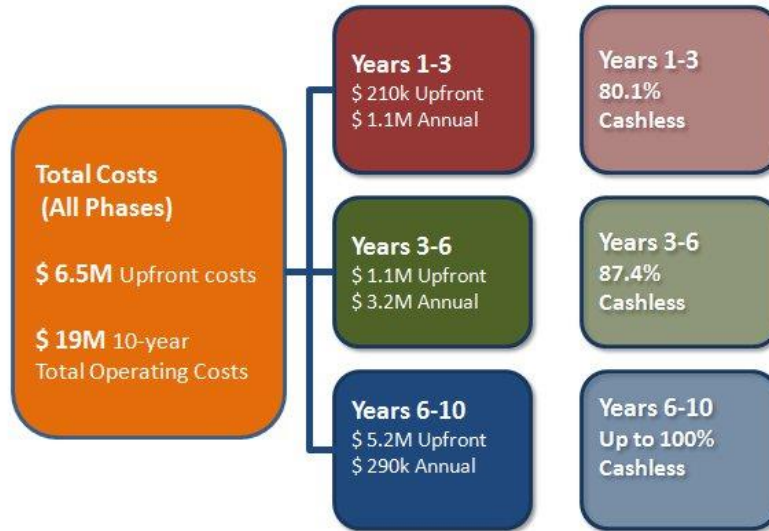 Total Costs
(All Phases)
$ 6.5M Upfront costs
$ 19M 10-year
Total Operating Costs
Years 1-3
$ 210k Upfront
$ 1.1M Annual
Years 1-3
80.1%
Cashless
Years 3-6
$ 1.1M Upfront
$ 3.2M Annual
Years 3-6
87.4%
Cashless
Years 6-10
$ 5.2M Upfront
$ 290k Annual
Years 6-10
Up to 100%
Cashless